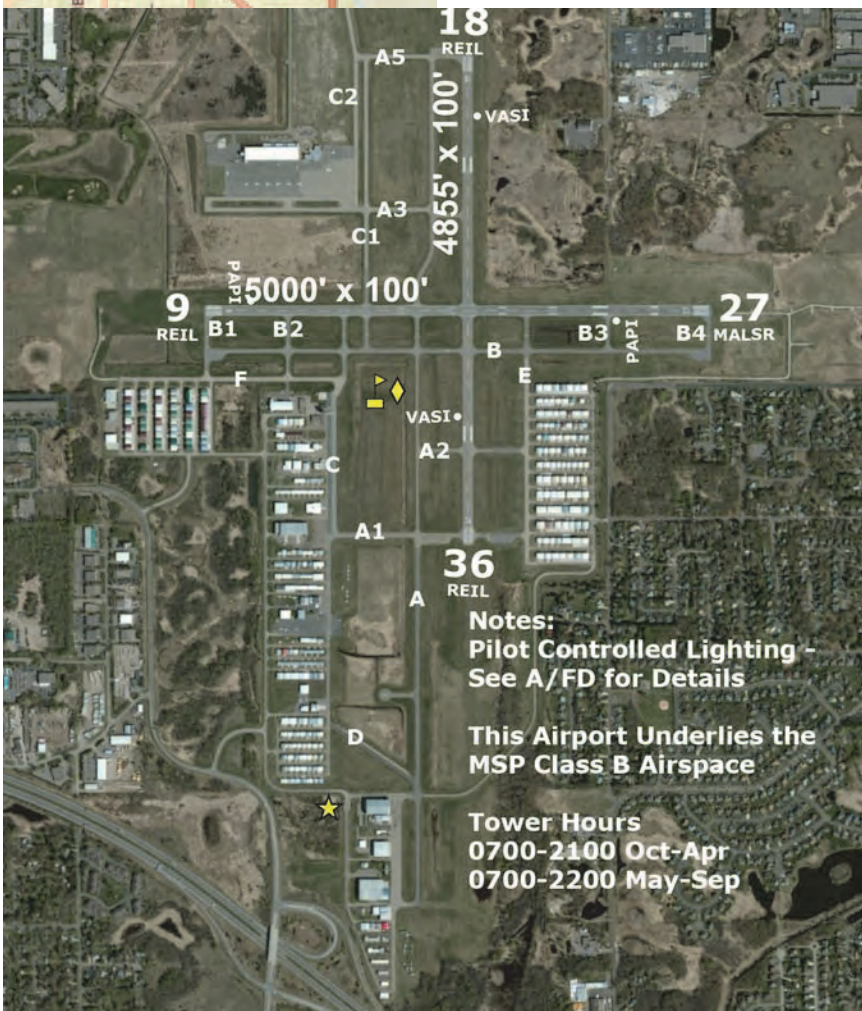 18
REIL
A5
C2
VASI
4855' x 100'
A3
C1
PAPI
5000' x 100'
9
REIL
27
MALSR
B1
B2
B3
PAPI
B4
B
F
E
VASI
C
A2
A1
36
REIL
A
Notes:
Pilot Controlled Lighting -
See A/FD for Details
This Airport Underlies the
MSP Class B Airspace
D
Tower Hours
0700-2100 Oct-Apr
0700-2200 May-Sep